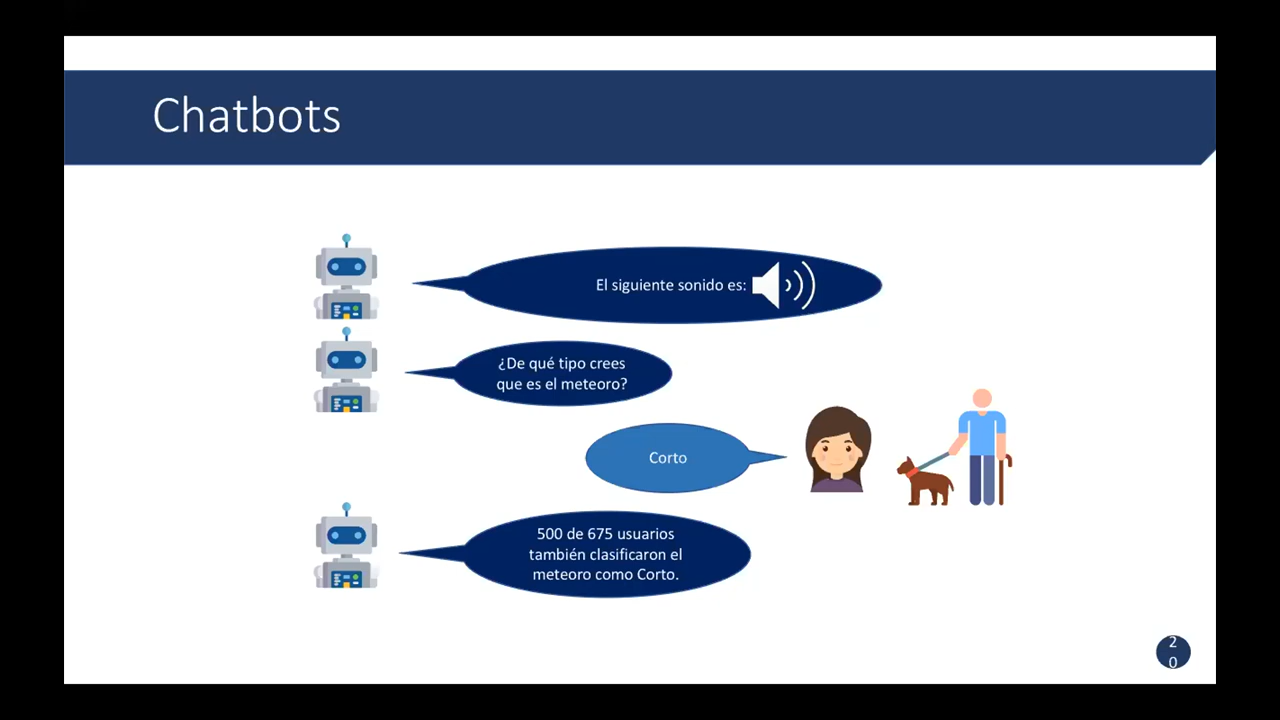 Chatbots
El siguiente sonido es:
¿De qué tipo crees
que es el meteoro?
Corto
500 de 675 usuarios
también clasificaron el
meteoro como Corto.
2
0